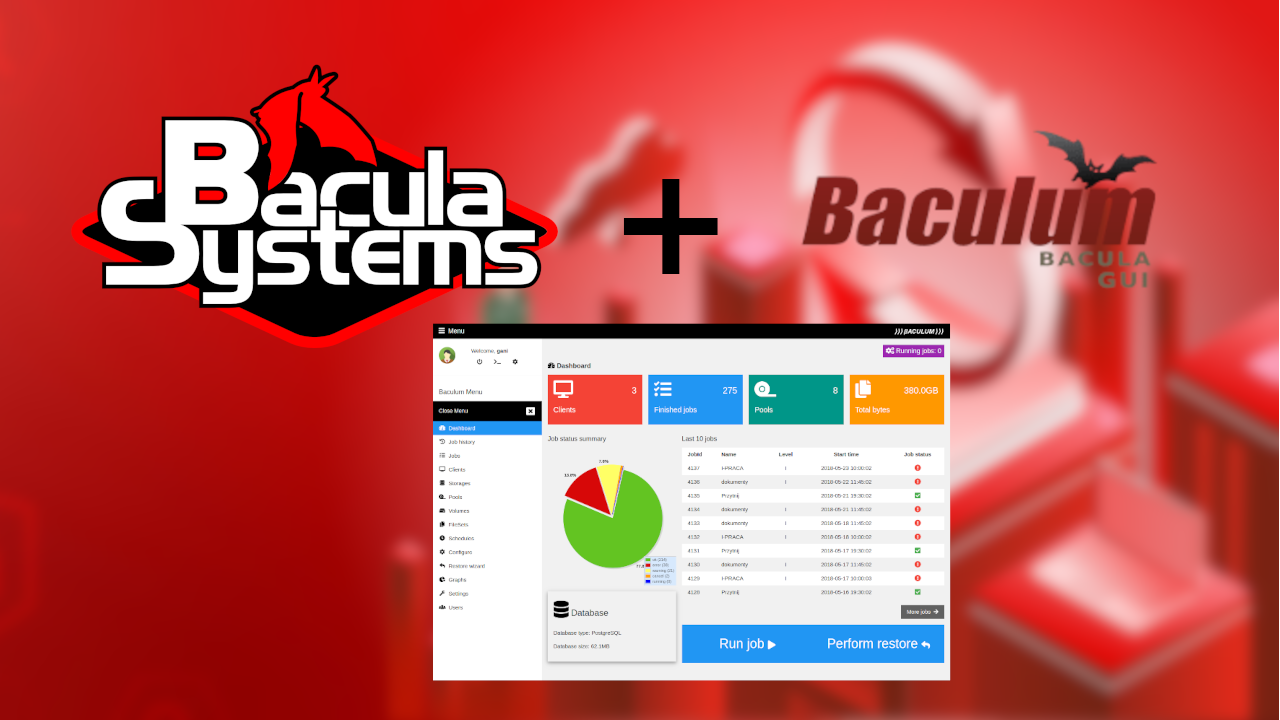 Bacula
Systems
+
Baculum
BACULA
GUI
Menu
))) BACULUM )))
Welcome, gani
Running jobs: 0
Dashboard
Baculum Menu
Close Menu
Dashboard
Job history
Jobs
Clients
Storages
Pools
Volumes
FileSets
Schedules
Configure
Restore wizard
Graphs
Settings
Users
3
Clients
275
Finished jobs
8
Pools
380.0GB
Total bytes
Job status summary
7.9%
Last 10 jobs
JobId Name Level Start time Job status
4137 I-PRACA I 2018-05-23 10:00:02
4136 dokumenty I 2018-05-22 11:45:02
4135 Przytnij 2018-05-21 19:30:02
4134 dokumenty I 2018-05-21 11:45:02
4133 dokumenty I 2018-05-18 11:45:02
4132 I-PRACA I 2018-05-18 10:00:02
4131 Przytnij 2018-05-17 19:30:02
4130 dokumenty I 2018-05-17 11:45:02
4129 I-PRACA I 2018-05-17 10:00:03
4128 Przytnij 2018-05-16 19:30:02
More jobs
Database
Database type: PostgreSQL
Database size: 62.1MB
Run job
Perform restore